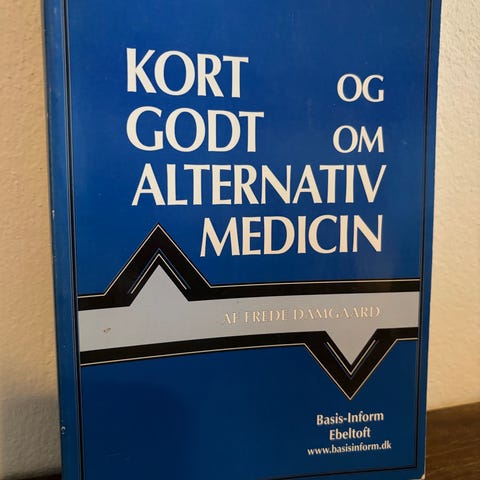 KORT OG
GODT OM
ALTERNATIV
MEDICIN
AF FREDE DAMGAARD
Basis-Inform
Ebeltoft
www.basisinform.dk